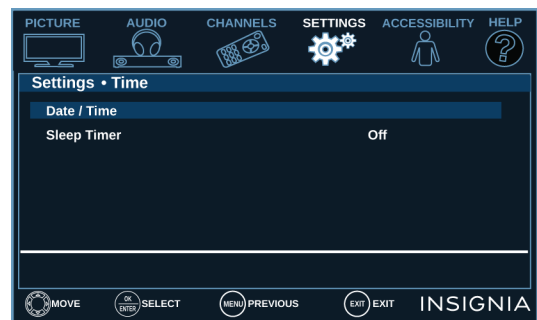 PICTURE AUDIO CHANNELS SETTINGS ACCESSIBILITY HELP
?
Settings • Time
Date / Time
Sleep Timer Off
MOVE OK ENTER SELECT MENU PREVIOUS EXIT EXIT INSIGNIA